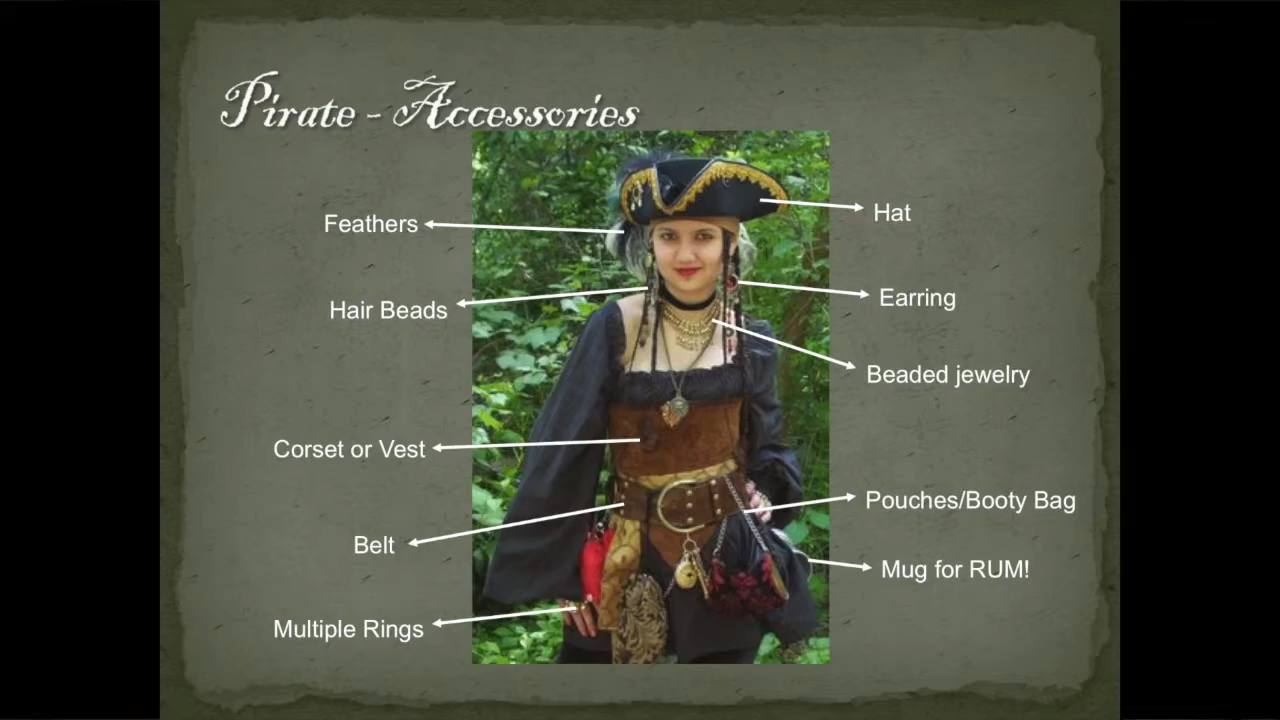 Pirate - Accessories
Feathers
Hat
Hair Beads
Earring
Beaded jewelry
Corset or Vest
Pouches/Booty Bag
Belt
Mug for RUM!
Multiple Rings